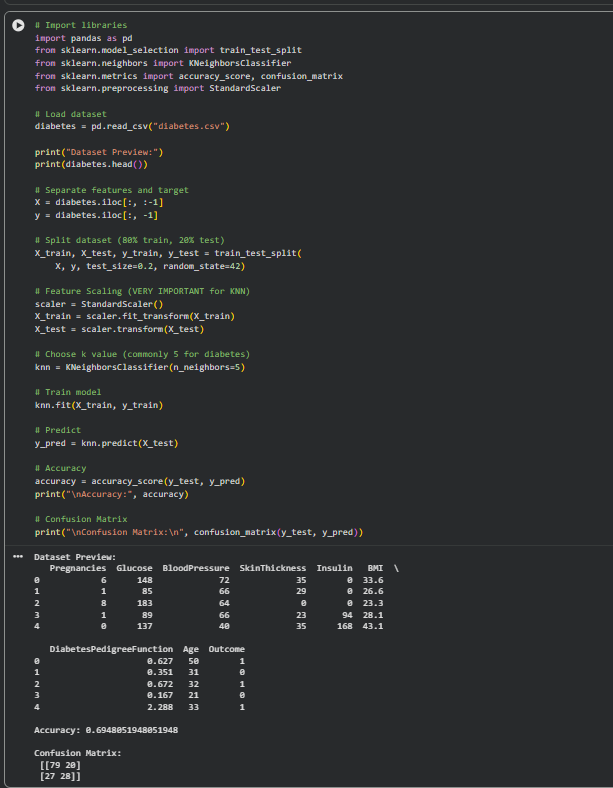 # Import libraries
import pandas as pd
from sklearn.model_selection import train_test_split
from sklearn.neighbors import KNeighborsClassifier
from sklearn.metrics import accuracy_score, confusion_matrix
from sklearn.preprocessing import StandardScaler

# Load dataset
diabetes = pd.read_csv("diabetes.csv")

print("Dataset Preview:")
print(diabetes.head())

# Separate features and target
X = diabetes.iloc[:, :-1]
y = diabetes.iloc[:, -1]

# Split dataset (80% train, 20% test)
X_train, X_test, y_train, y_test = train_test_split(
    X, y, test_size=0.2, random_state=42)

# Feature Scaling (VERY IMPORTANT for KNN)
scaler = StandardScaler()
X_train = scaler.fit_transform(X_train)
X_test = scaler.transform(X_test)

# Choose k value (commonly 5 for diabetes)
knn = KNeighborsClassifier(n_neighbors=5)

# Train model
knn.fit(X_train, y_train)

# Predict
y_pred = knn.predict(X_test)

# Accuracy
accuracy = accuracy_score(y_test, y_pred)
print("\nAccuracy:", accuracy)

# Confusion Matrix
print("\nConfusion Matrix:\n", confusion_matrix(y_test, y_pred))

Dataset Preview:
   Pregnancies  Glucose  BloodPressure  SkinThickness  Insulin   BMI  \
0            6      148             72             35        0  33.6
1            1       85             66             29        0  26.6
2            8      183             64              0        0  23.3
3            1       89             66             23       94  28.1
4            0      137             40             35      168  43.1

   DiabetesPedigreeFunction  Age  Outcome
0                     0.627   50        1
1                     0.351   31        0
2                     0.672   32        1
3                     0.167   21        0
4                     2.288   33        1

Accuracy: 0.6948051948051948

Confusion Matrix:
 [[79 20]
 [27 28]]